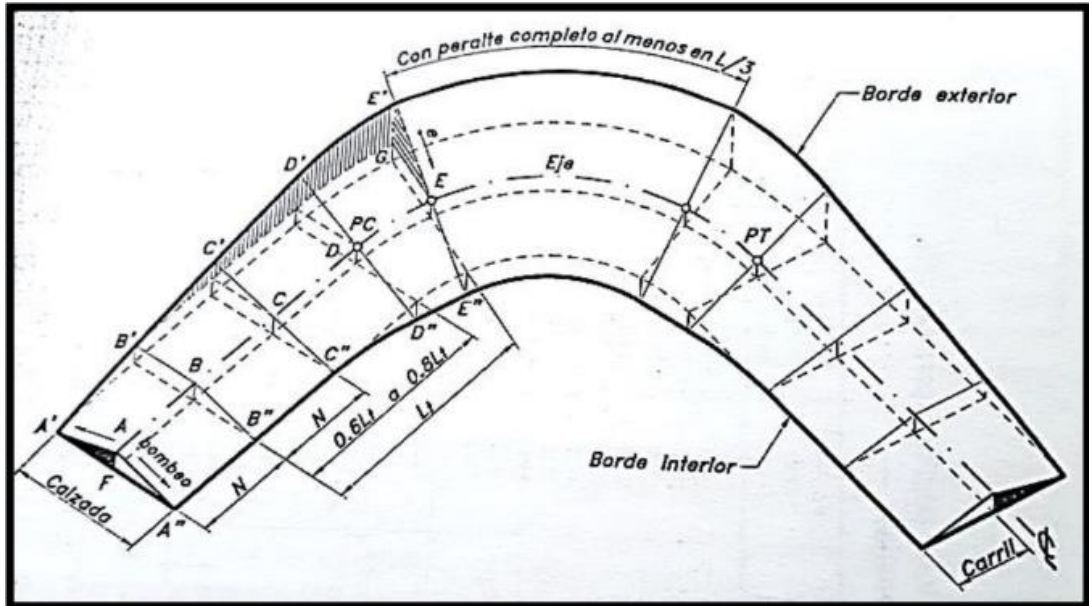 Con peralte completo al menos en L/3
E'
Borde exterior
e
D'
G
Eje
E
PC
D
PT
C'
C
E"
D"
B'
B
C"
0.6Lt a 0.8Lt
Lt
N
B"
A'
A
bombeo
F
N
Borde interior
Calzada
A"
Carril